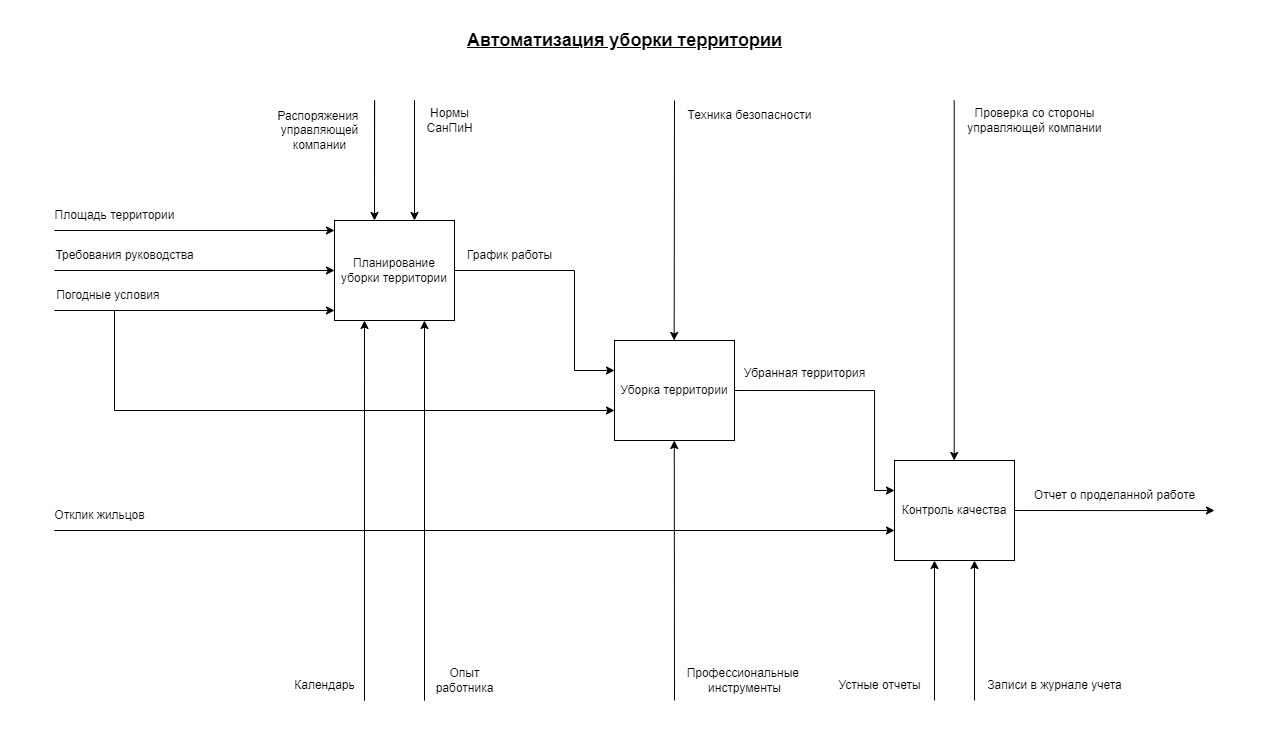 Автоматизация уборки территории
Распоряжения
управляющей
компании
Нормы
СанПиН
Техника безопасности
Проверка со стороны
управляющей компании
Площадь территории
Требования руководства
Погодные условия
Планирование
уборки территории
График работы
Уборка территории
Убранная территория
Отклик жильцов
Контроль качества
Отчет о проделанной работе
Календарь
Опыт
работника
Профессиональные
инструменты
Устные отчеты
Записи в журнале учета